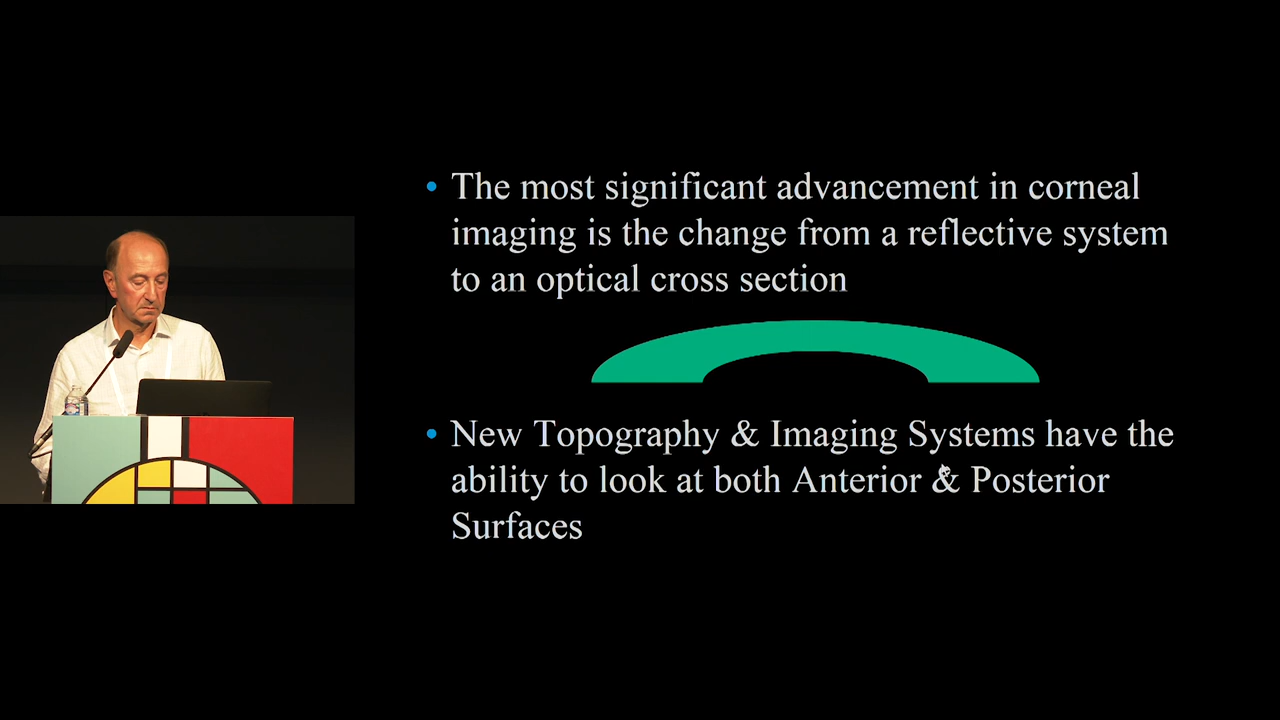 The most significant advancement in corneal
imaging is the change from a reflective system
to an optical cross section
New Topography & Imaging Systems have the
ability to look at both Anterior & Posterior
Surfaces